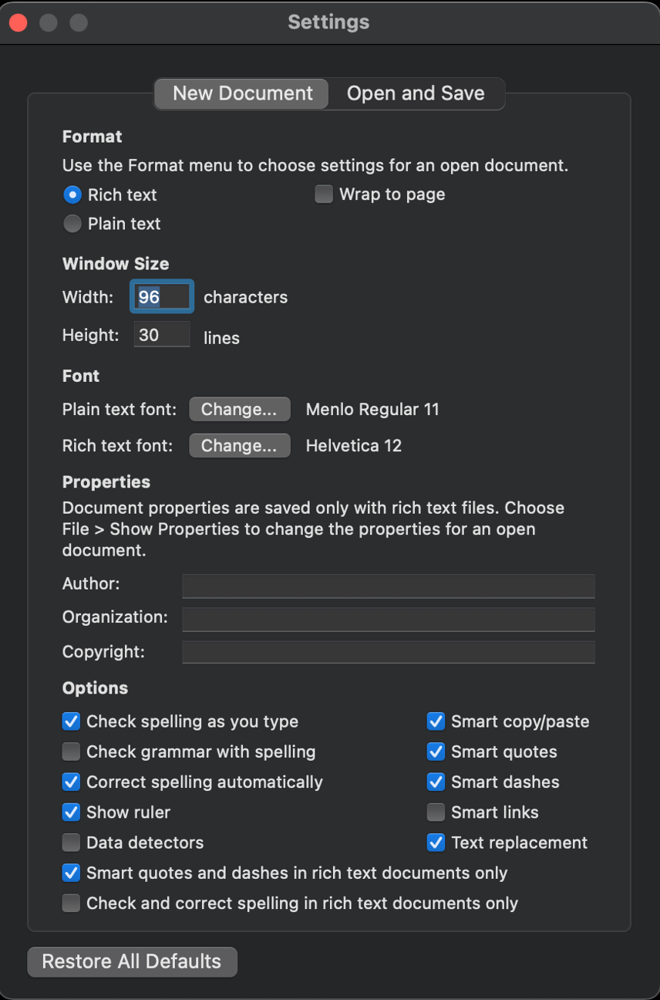 Settings
New Document Open and Save
Format
Use the Format menu to choose settings for an open document.
Rich text Wrap to page
Plain text
Window Size
Width: 96 characters
Height: 30 lines
Font
Plain text font: Change... Menlo Regular 11
Rich text font: Change... Helvetica 12
Properties
Document properties are saved only with rich text files. Choose
File > Show Properties to change the properties for an open
document.
Author:
Organization:
Copyright:
Options
Check spelling as you type Smart copy/paste
Check grammar with spelling Smart quotes
Correct spelling automatically Smart dashes
Show ruler Smart links
Data detectors Text replacement
Smart quotes and dashes in rich text documents only
Check and correct spelling in rich text documents only
Restore All Defaults